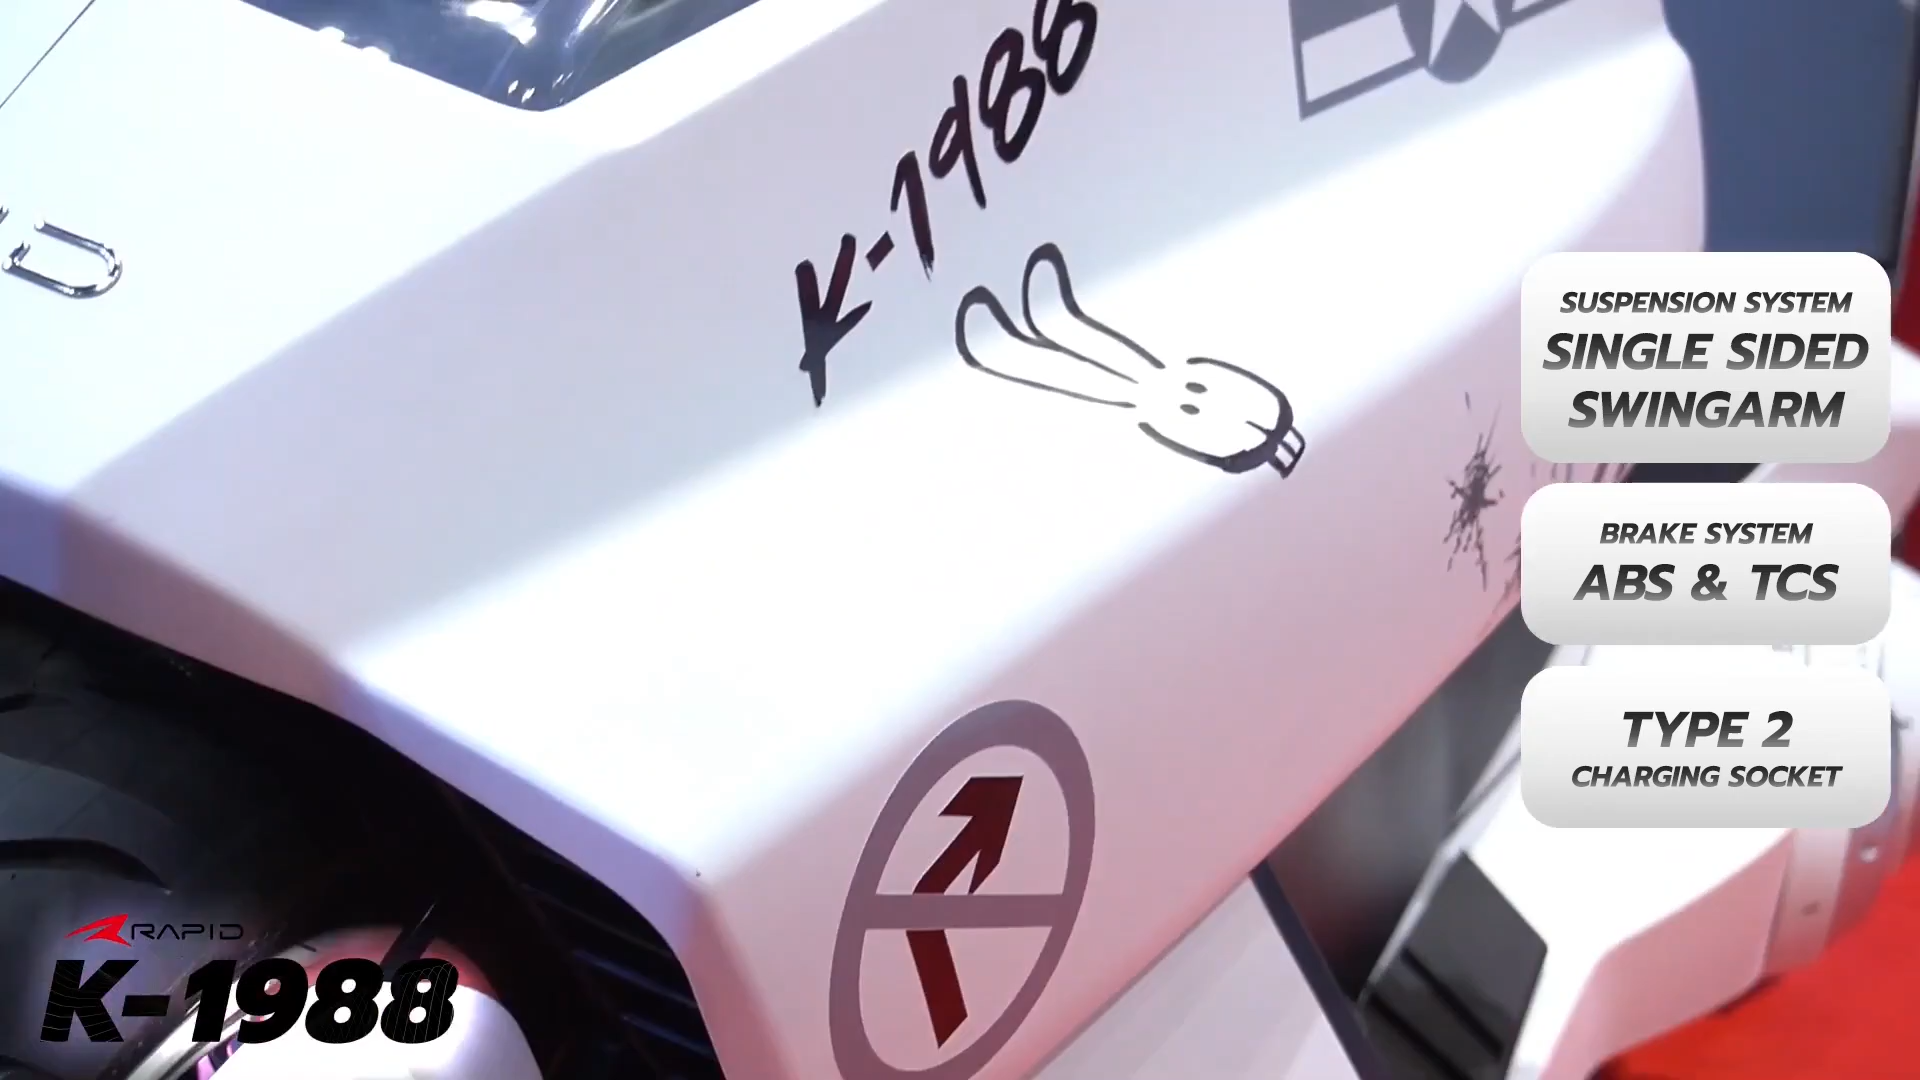 K-1988
SUSPENSION SYSTEM
SINGLE SIDED
SWINGARM
BRAKE SYSTEM
ABS & TCS
TYPE 2
CHARGING SOCKET
RAPID
K-1988